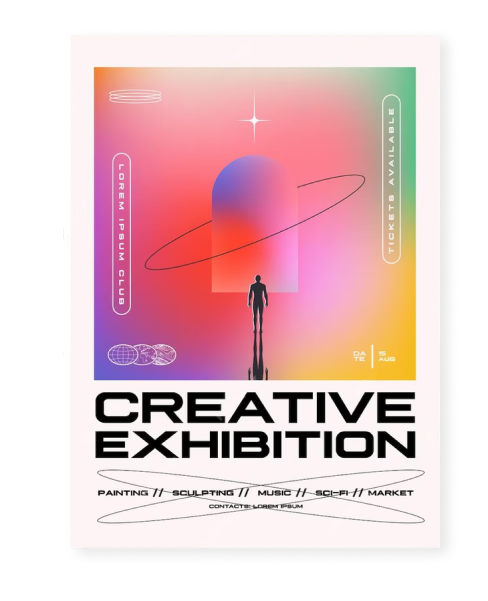 LOREM IPSUM CLUB
TICKETS AVAILABLE
DA
TE
15
AUG
CREATIVE
EXHIBITION
PAINTING // SCULPTING // MUSIC // SCI-FI // MARKET
CONTACTS: LOREM IPSUM